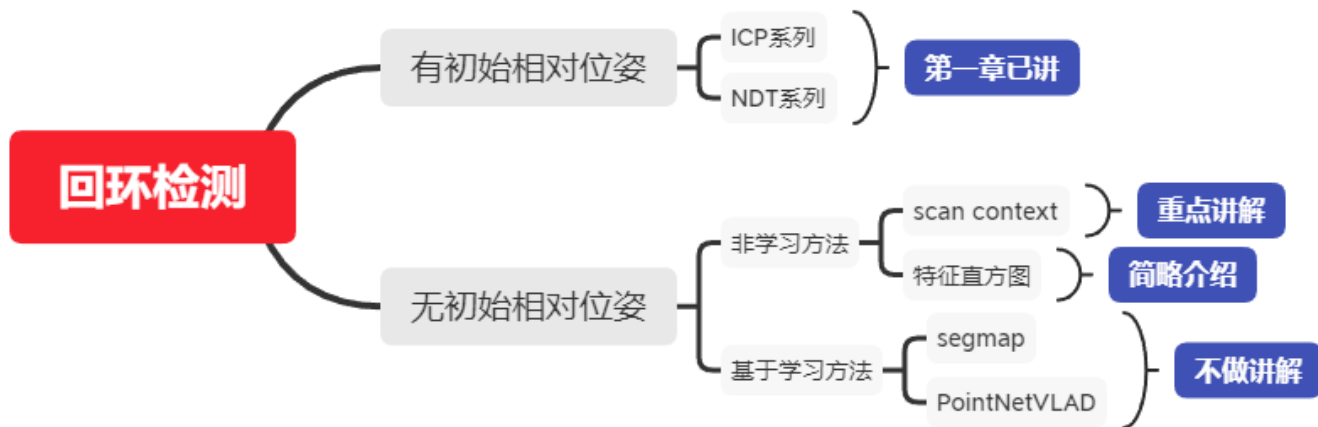 回环检测
有初始相对位姿
ICP系列
NDT系列
第一章已讲
无初始相对位姿
非学习方法
scan context
重点讲解
特征直方图
简略介绍
基于学习方法
segmap
PointNetVLAD
不做讲解